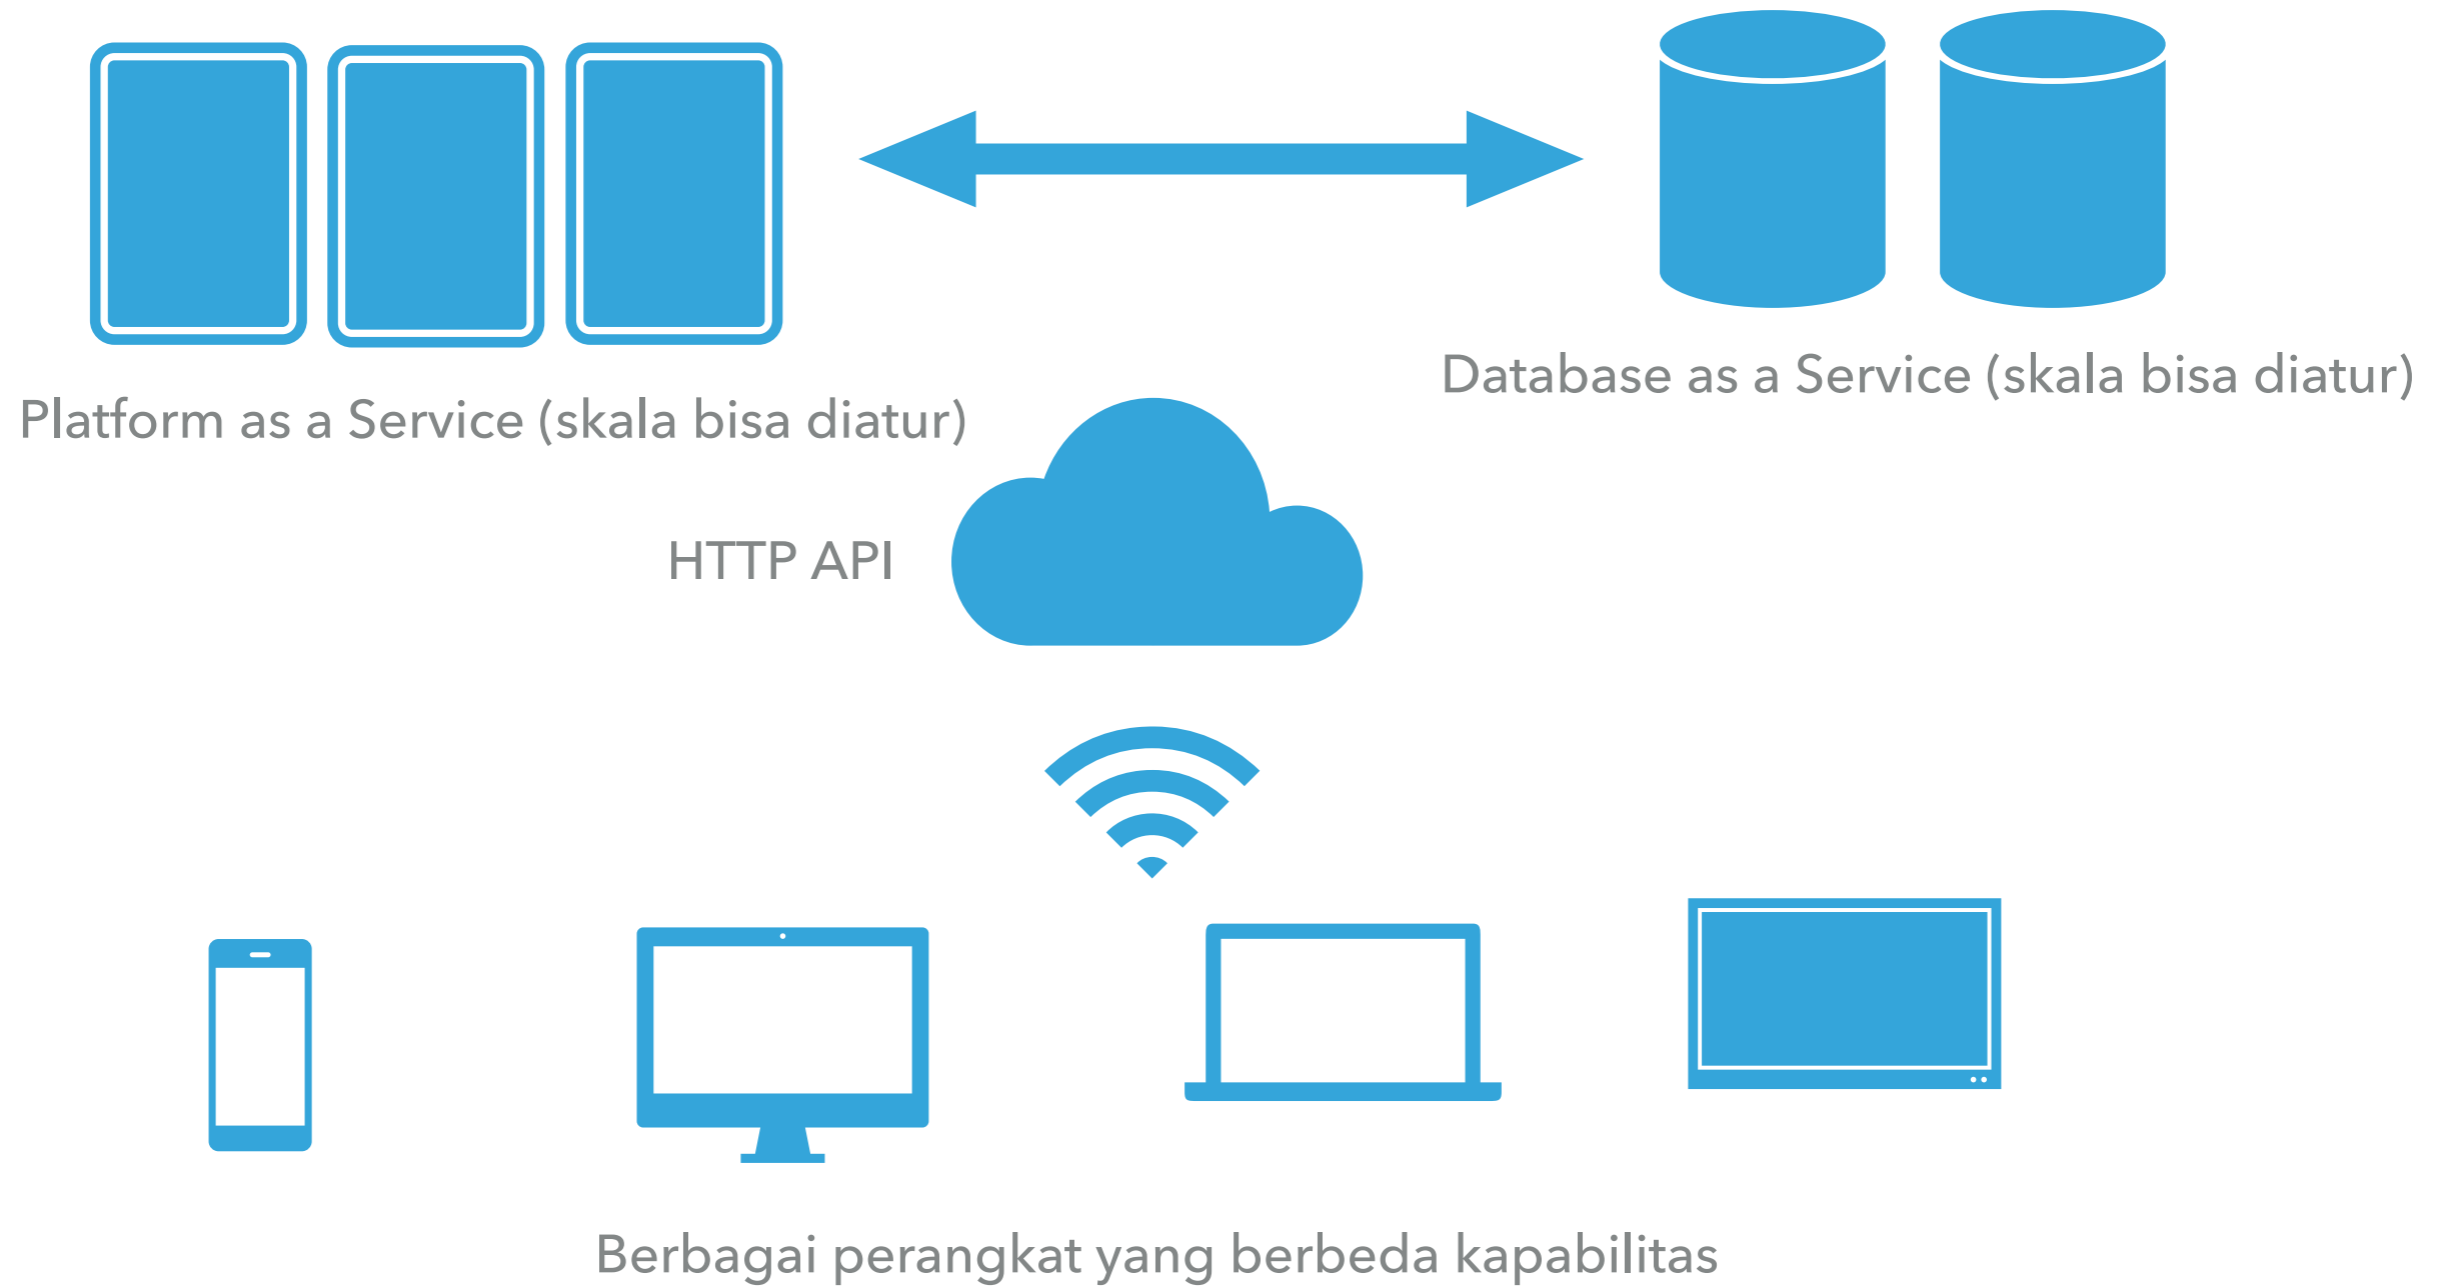 Platform as a Service (skala bisa diatur)
Database as a Service (skala bisa diatur)
HTTP API
Berbagai perangkat yang berbeda kapabilitas